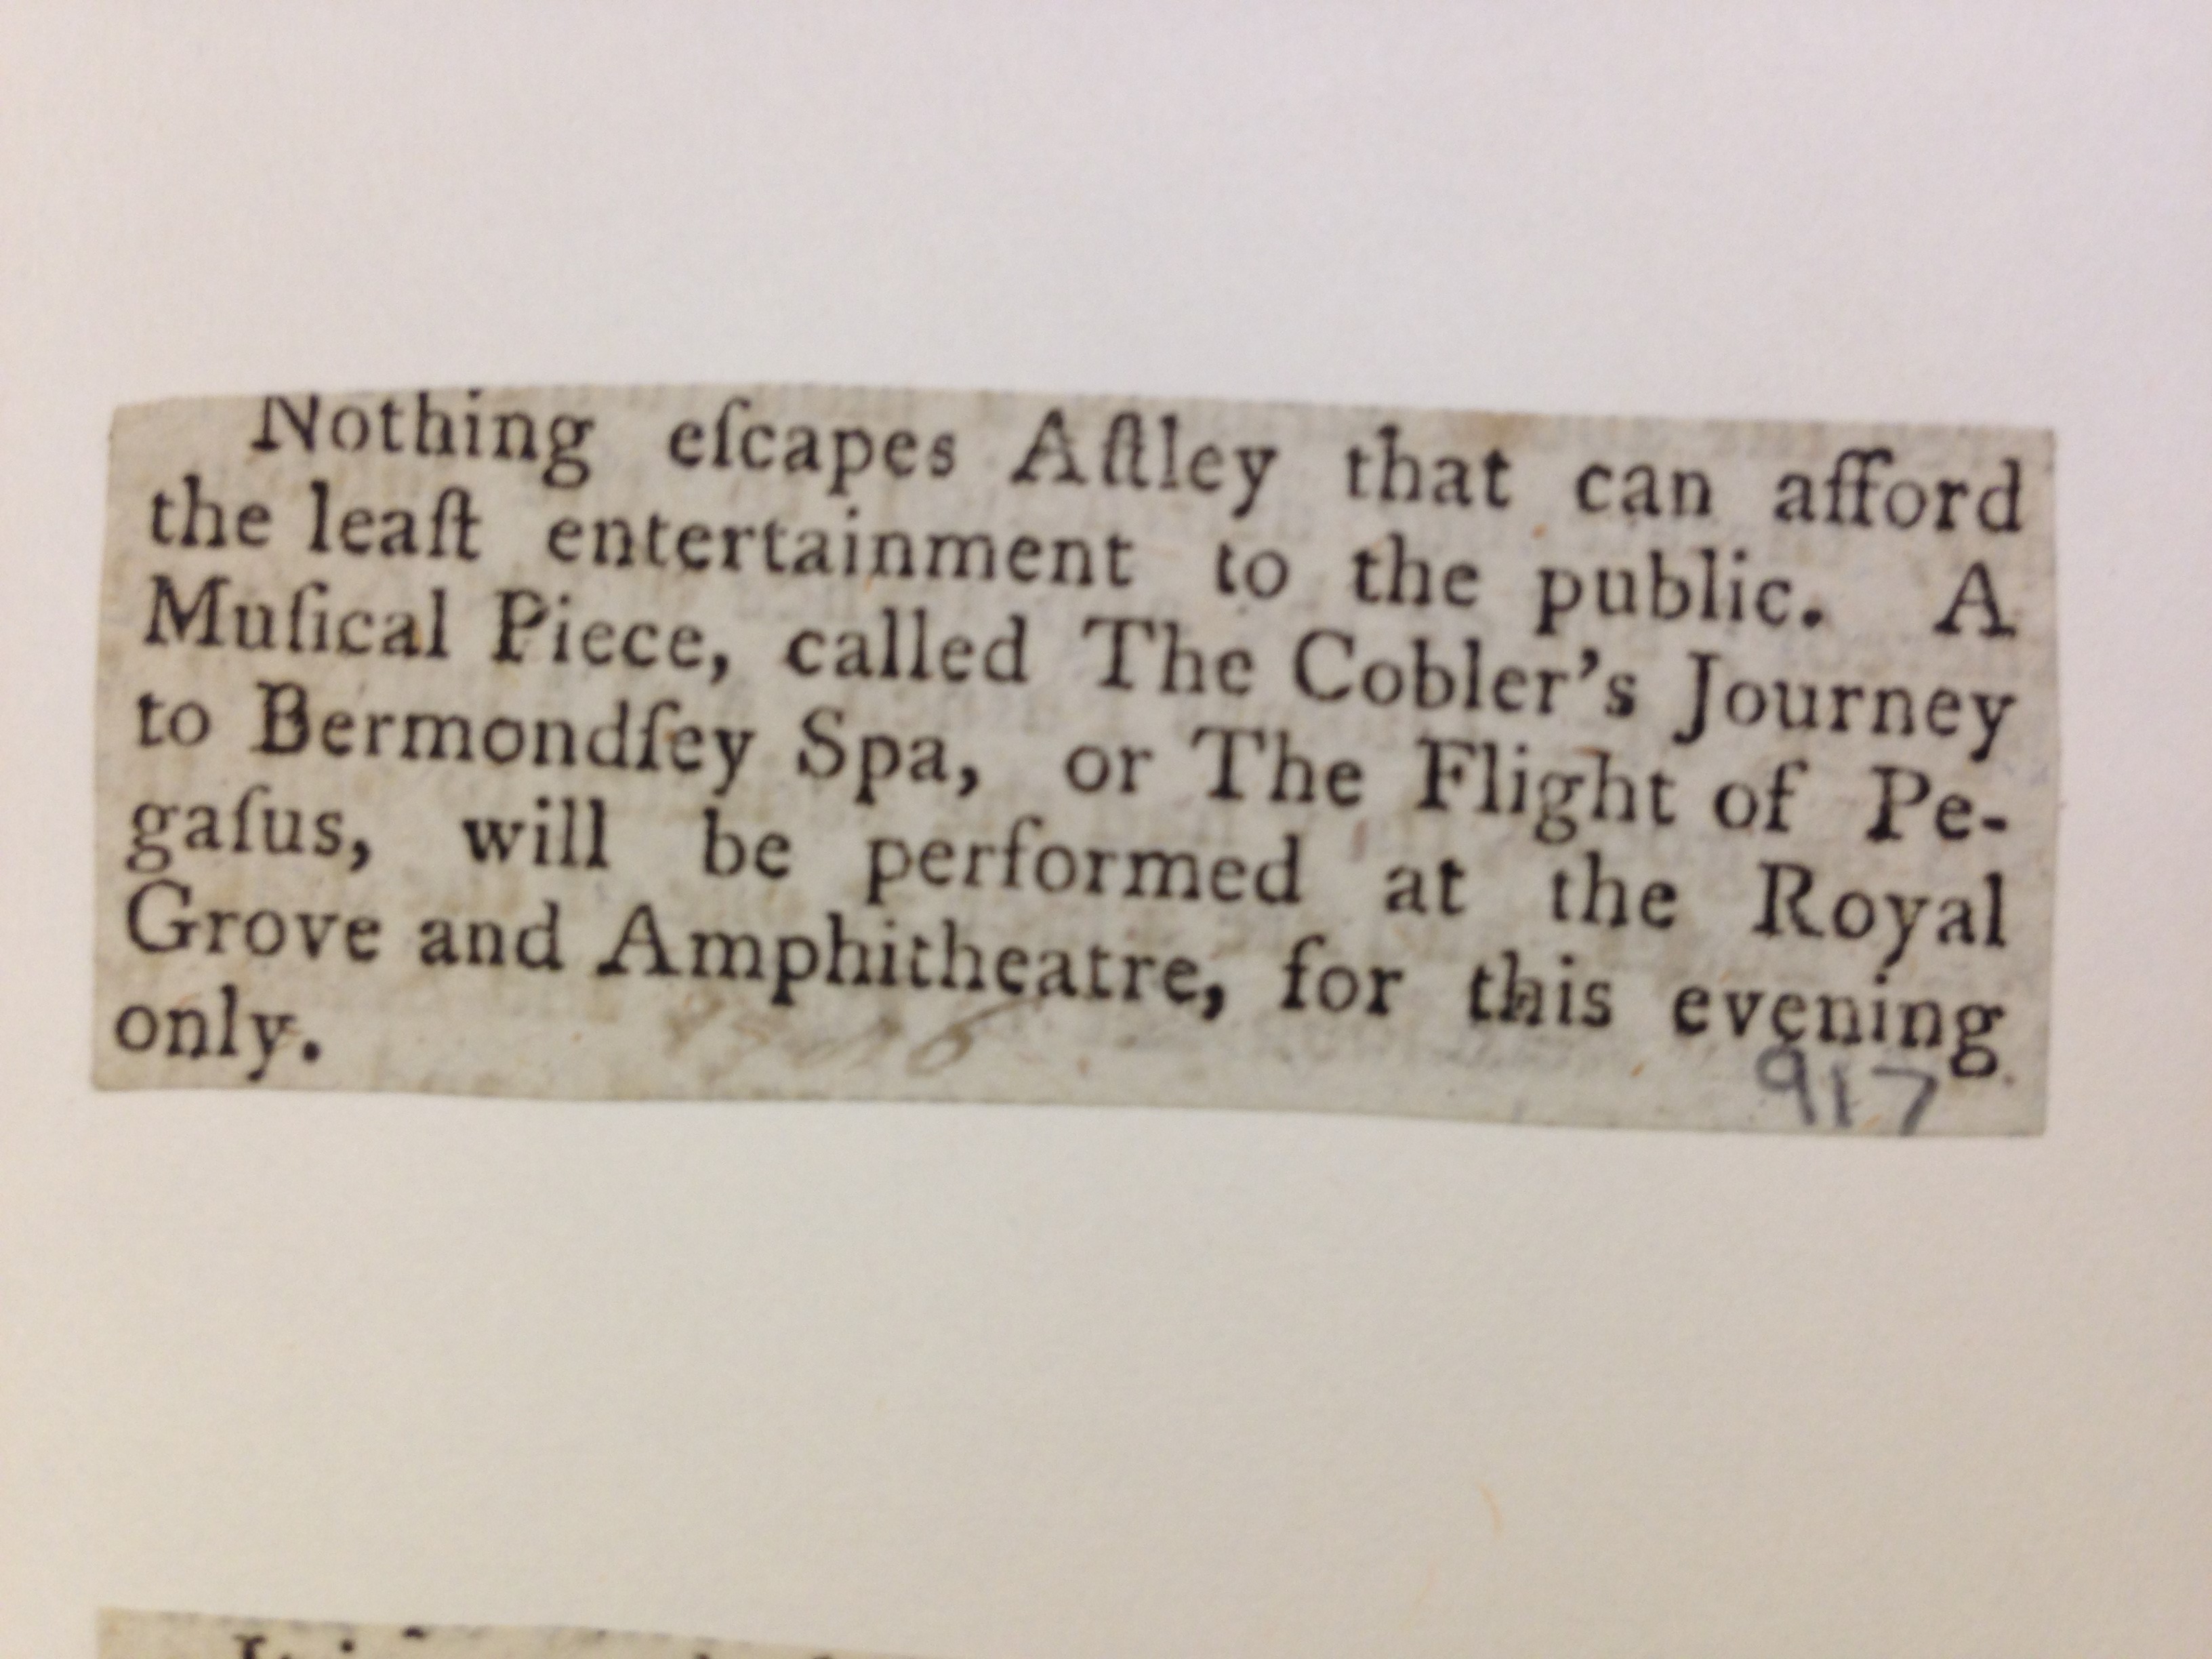 Nothing eſcapes Aſtley that can afford
the leaſt entertainment to the public. A
Muſical Piece, called The Cobler's Journey
to Bermondſey Spa, or The Flight of Pe-
gaſus, will be performed at the Royal
Grove and Amphitheatre, for this evening
only.
917